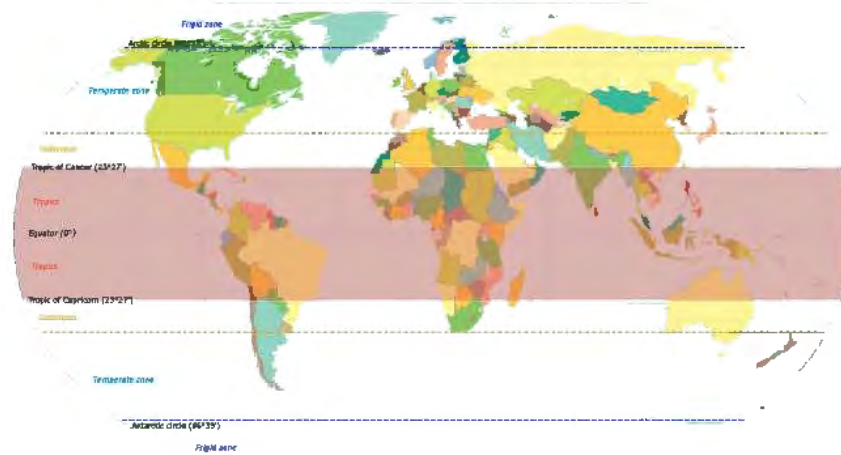 Frigid zone
Arctic circle
Temperate zone
Subtropics
Tropic of Cancer (23°27')
Tropics
Equator (0°)
Tropics
Tropic of Capricorn (23°27')
Subtropics
Temperate zone
Antarctic circle (66°33')
Frigid zone